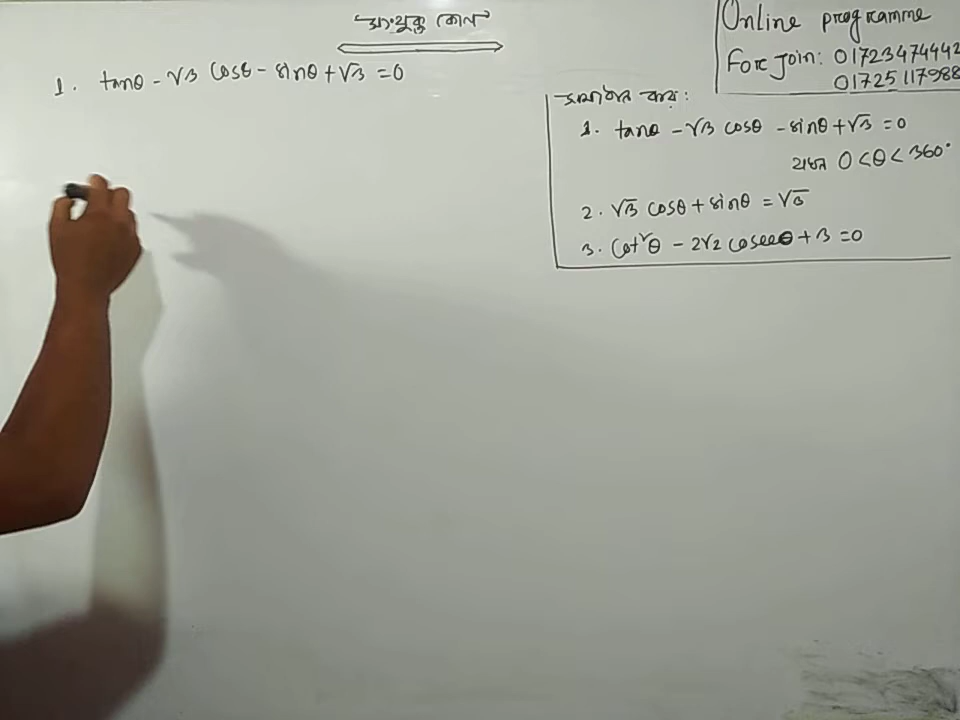 সংযুক্ত কোণ
1. tanθ - √3 cosθ - sinθ + √3 = 0
Online programme
For Join: 01723474442
01725117988
সমাধান কর:
1. tanθ - √3 cosθ - sinθ + √3 = 0
যখন 0 < θ < 360°
2. √3 cosθ + sinθ = √3
3. cot²θ - 2√2 cosecθ + 3 = 0